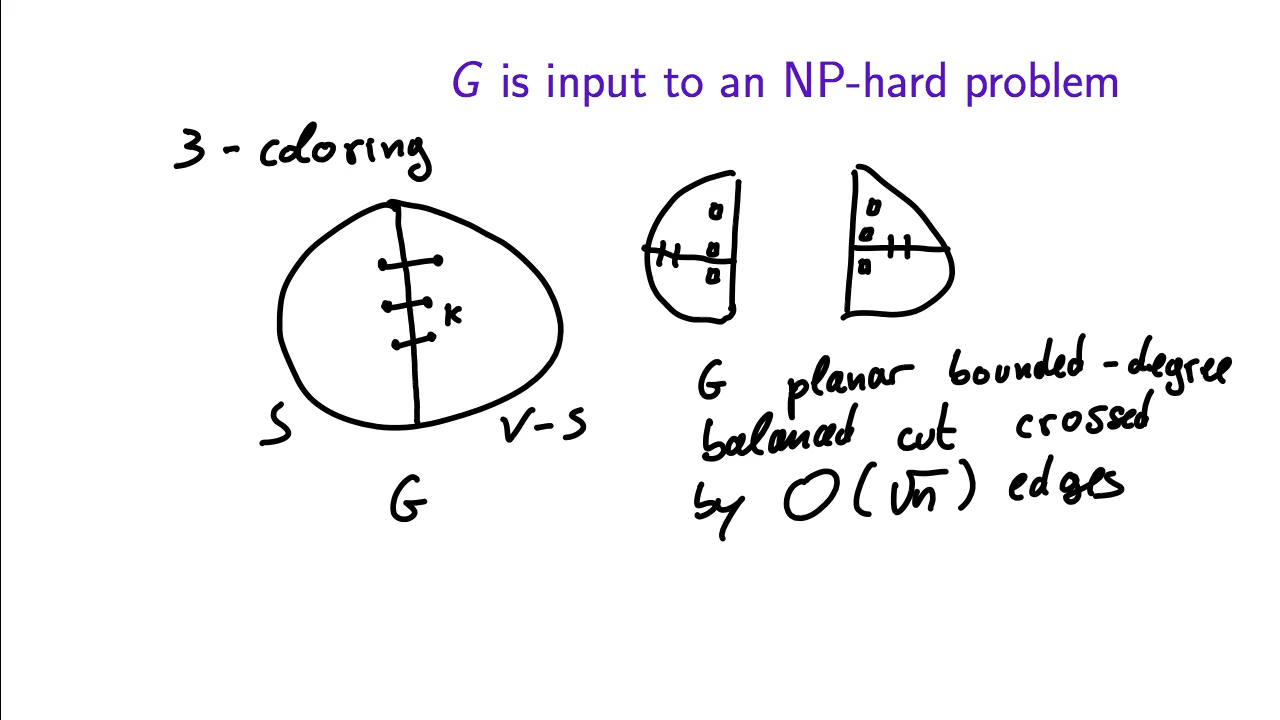 G is input to an NP-hard problem
3 - coloring
K
S
V - S
G
G planar bounded - degree
balanced cut crossed
by O(√n) edges